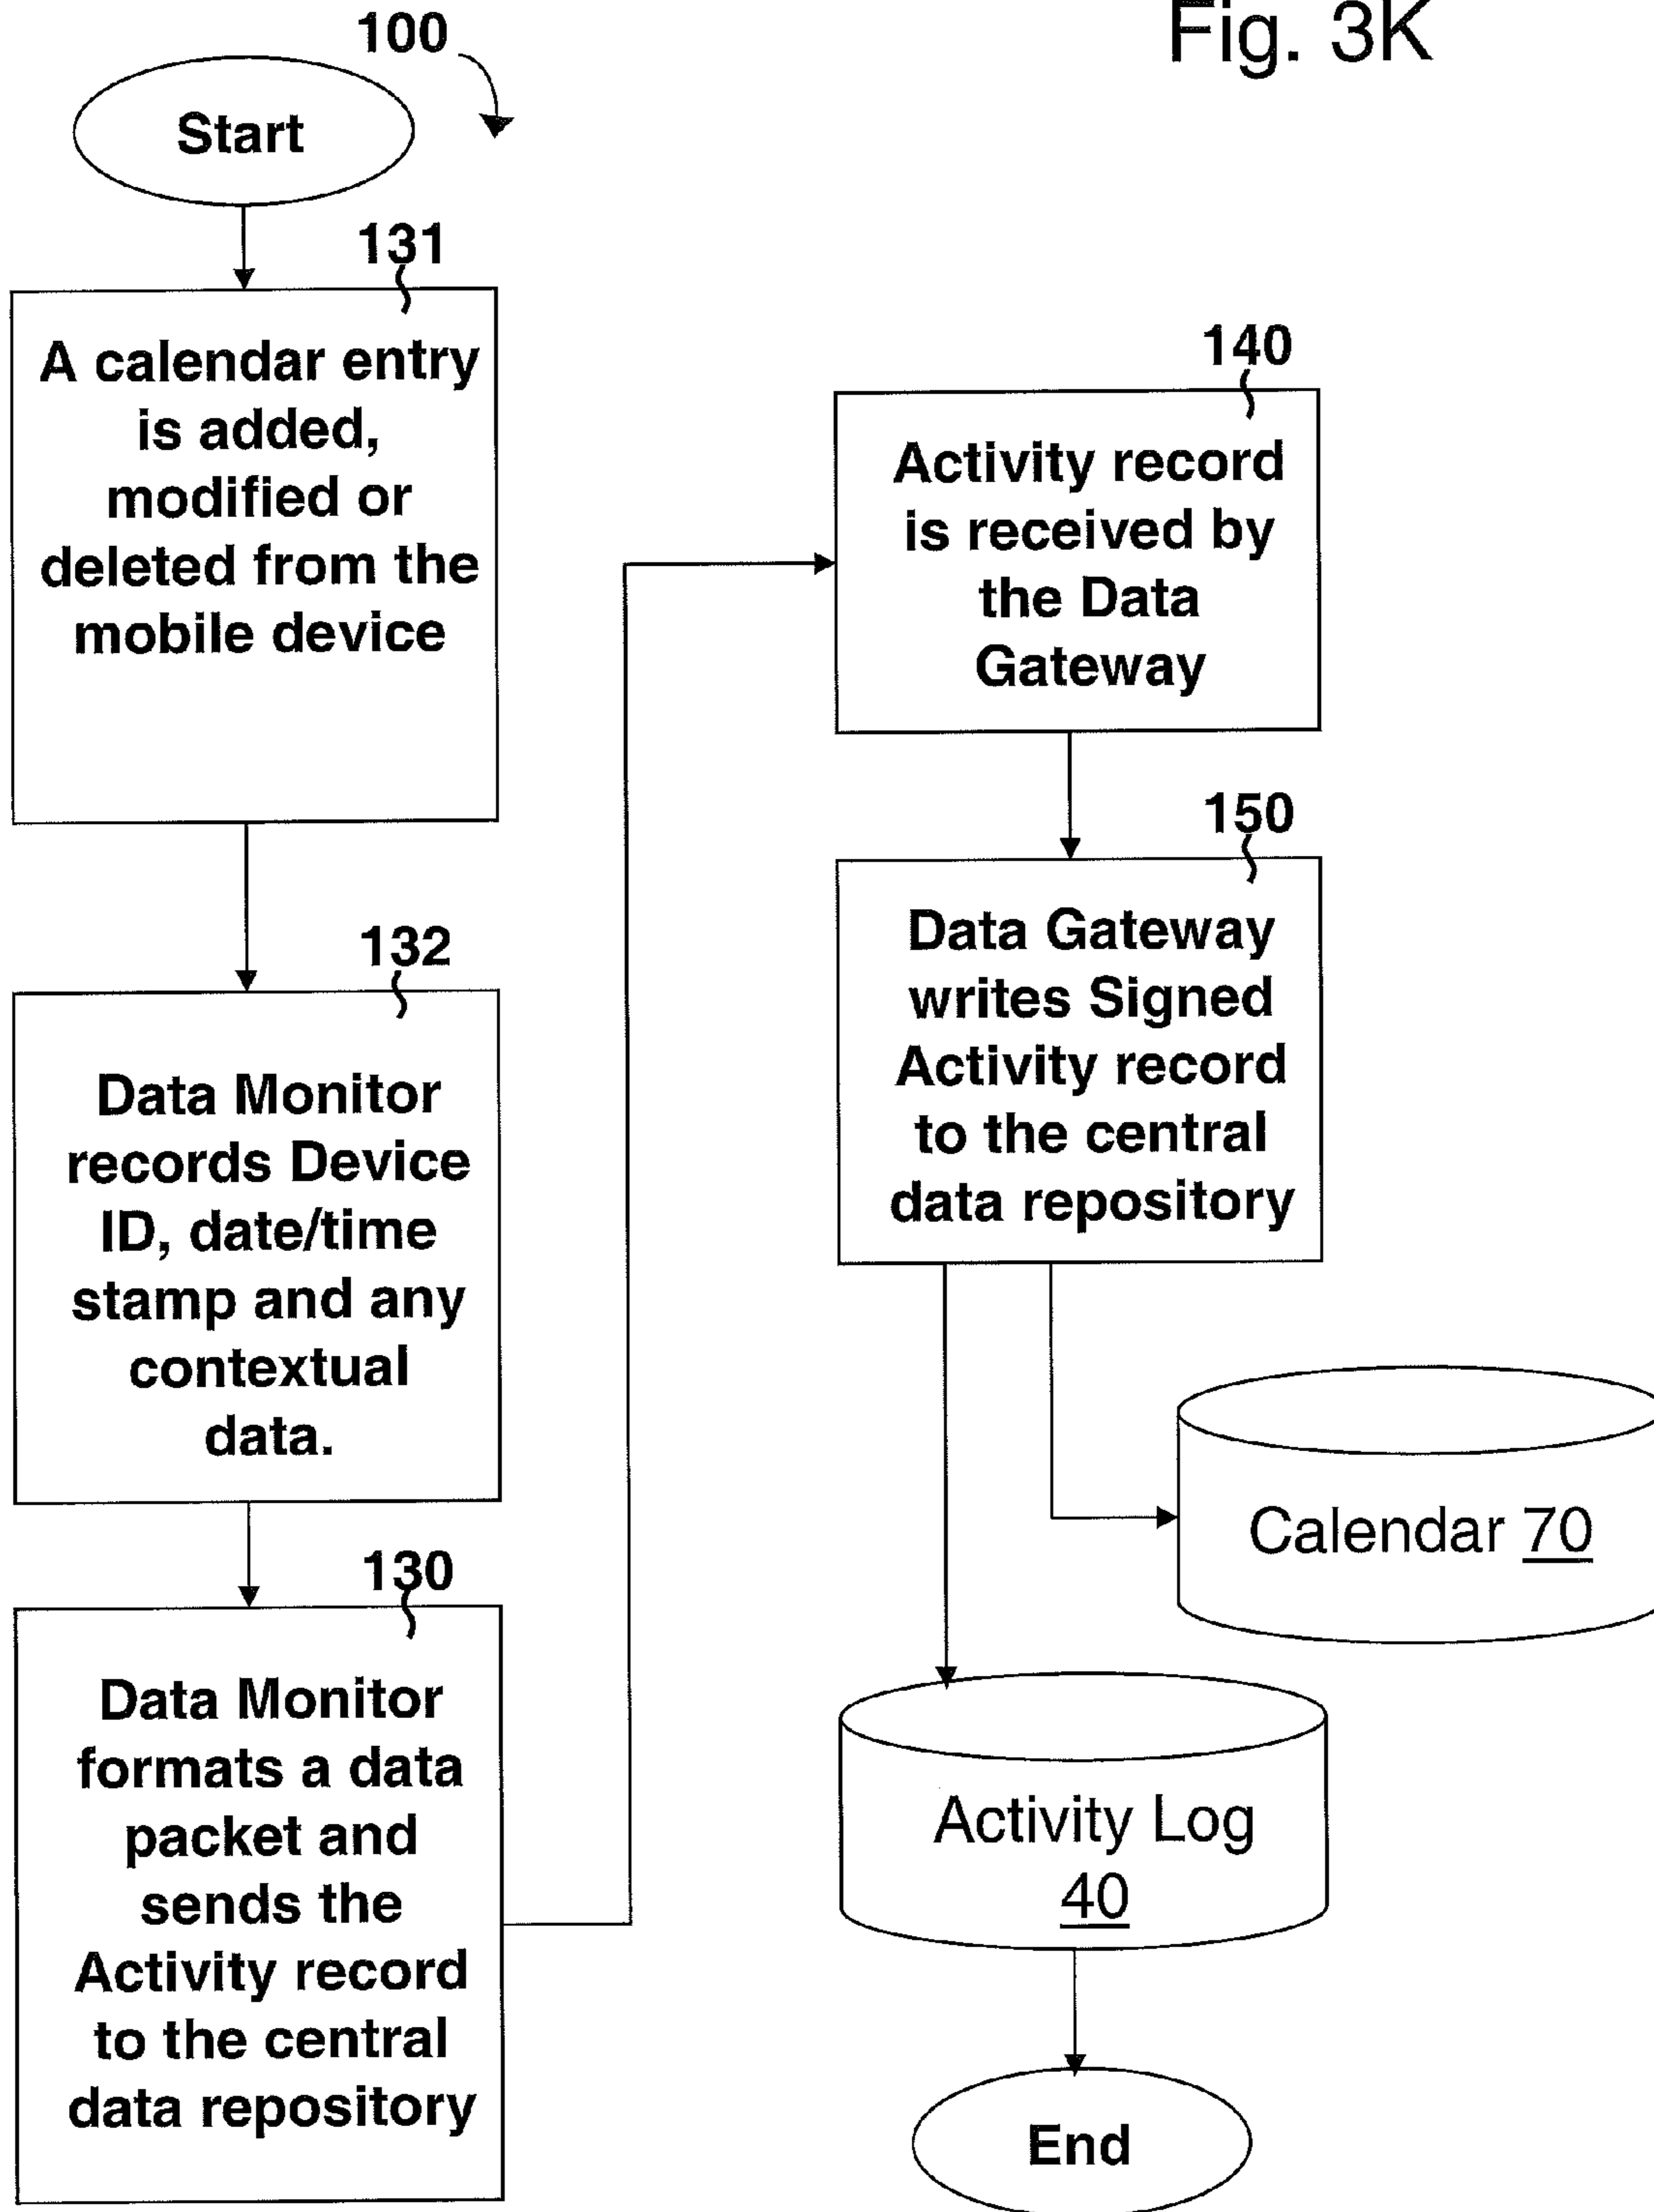 Fig. 3K
100
Start
131
A calendar entry
is added,
modified or
deleted from the
mobile device
132
Data Monitor
records Device
ID, date/time
stamp and any
contextual
data.
130
Data Monitor
formats a data
packet and
sends the
Activity record
to the central
data repository
140
Activity record
is received by
the Data
Gateway
150
Data Gateway
writes Signed
Activity record
to the central
data repository
Calendar 70
Activity Log
40
End